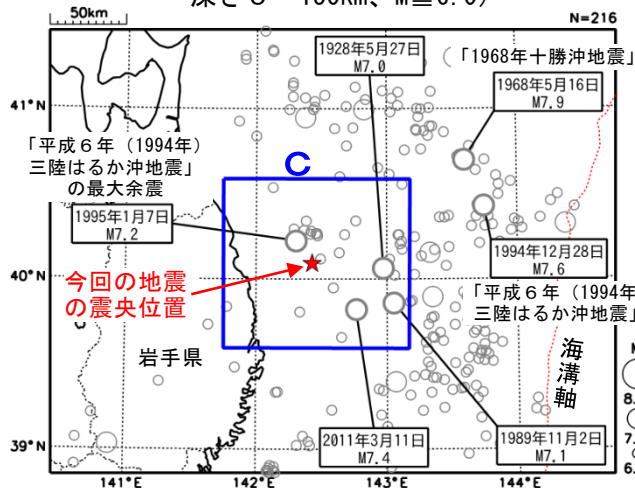 深さ0~150km、M≧6.0)
50km
N=216
1928年5月27日
M7.0
「1968年十勝沖地震」
1968年5月16日
M7.9
41°N
「平成6年(1994年)
三陸はるか沖地震」
の最大余震
C
1995年1月7日
M7.2
1994年12月28日
M7.6
今回の地震
の震央位置
40°N
「平成6年(1994年
三陸はるか沖地震」
岩手県
海溝軸
M
8.
7.
6.
2011年3月11日
M7.4
1989年11月2日
M7.1
39°N
141°E
142°E
143°E
144°E